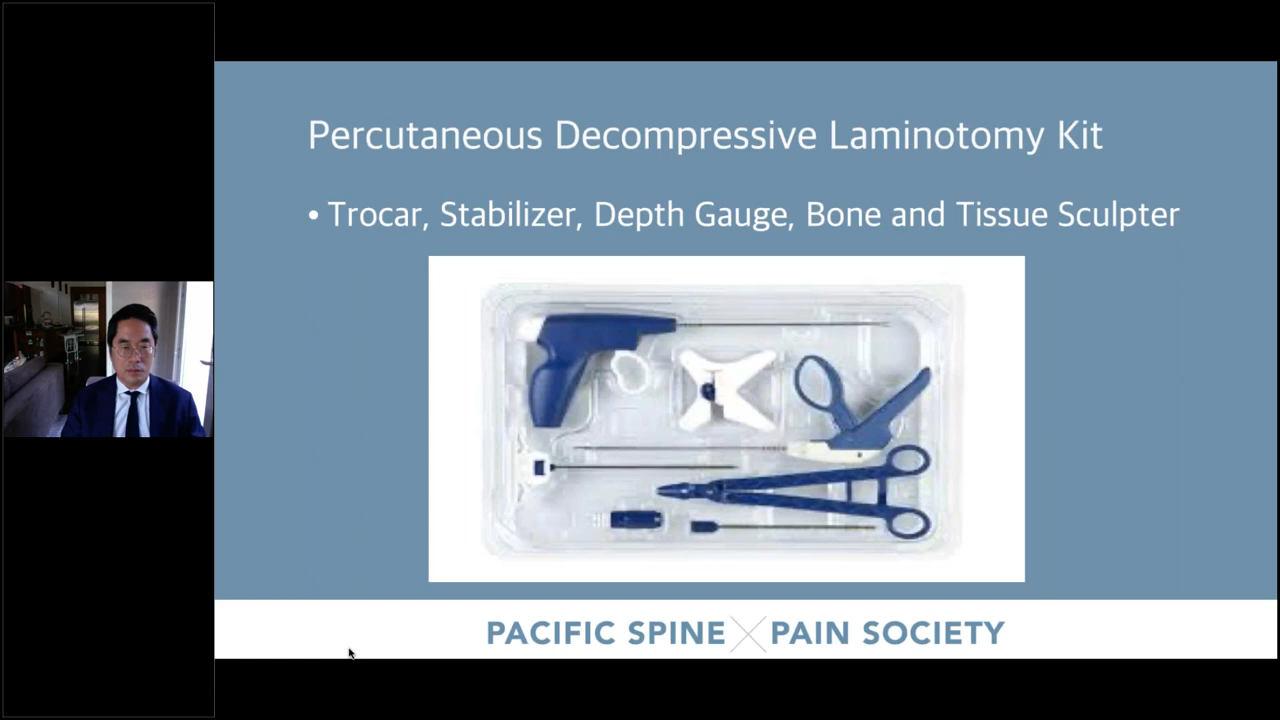 Percutaneous Decompressive Laminotomy Kit
• Trocar, Stabilizer, Depth Gauge, Bone and Tissue Sculpter
PACIFIC SPINE PAIN SOCIETY